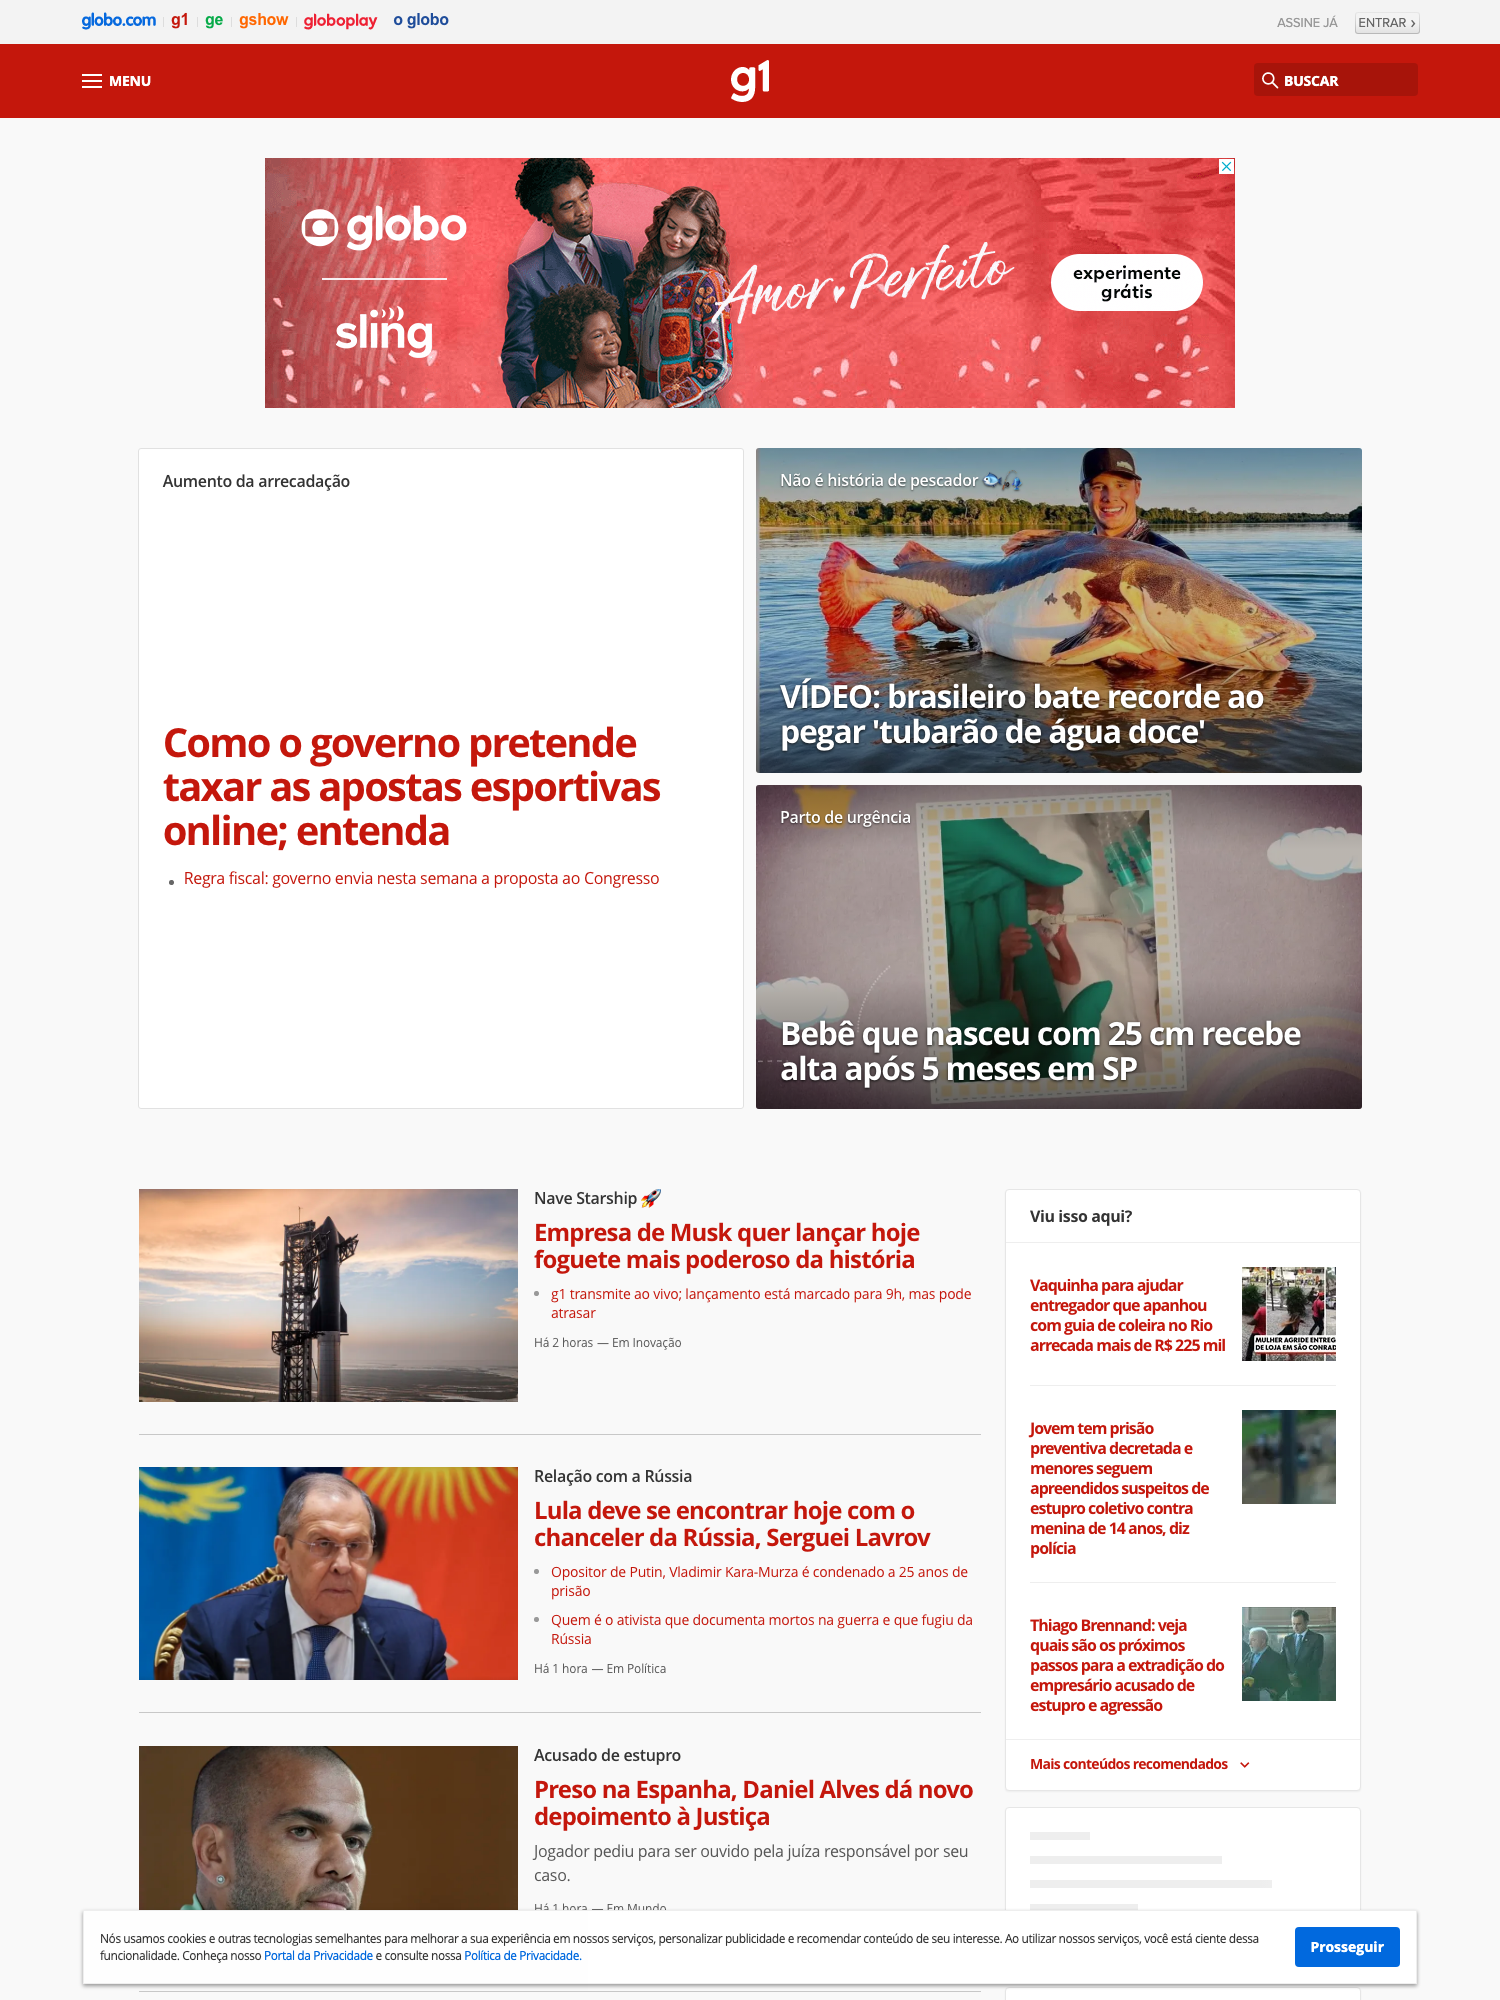 globo.com g1 ge gshow globoplay o globo
ASSINE JÁ ENTRAR ›
MENU
g1
BUSCAR
globo
sling
Amor Perfeito
experimente
grátis
Aumento da arrecadação
Como o governo pretende
taxar as apostas esportivas
online; entenda
Regra fiscal: governo envia nesta semana a proposta ao Congresso
Não é história de pescador
VÍDEO: brasileiro bate recorde ao
pegar 'tubarão de água doce'
Parto de urgência
Bebê que nasceu com 25 cm recebe
alta após 5 meses em SP
Nave Starship 🚀
Empresa de Musk quer lançar hoje
foguete mais poderoso da história
g1 transmite ao vivo; lançamento está marcado para 9h, mas pode
atrasar
Há 2 horas — Em Inovação
Relação com a Rússia
Lula deve se encontrar hoje com o
chanceler da Rússia, Serguei Lavrov
Opositor de Putin, Vladimir Kara-Murza é condenado a 25 anos de
prisão
Quem é o ativista que documenta mortos na guerra e que fugiu da
Rússia
Há 1 hora — Em Política
Acusado de estupro
Preso na Espanha, Daniel Alves dá novo
depoimento à Justiça
Jogador pediu para ser ouvido pela juíza responsável por seu
caso.
Há 1 hora — Em Mundo
Viu isso aqui?
Vaquinha para ajudar
entregador que apanhou
com guia de coleira no Rio
arrecada mais de R$ 225 mil
MULHER AGRIDE ENTREG
DE LOJA EM SÃO CONRAD
Jovem tem prisão
preventiva decretada e
menores seguem
apreendidos suspeitos de
estupro coletivo contra
menina de 14 anos, diz
polícia
Thiago Brennand: veja
quais são os próximos
passos para a extradição do
empresário acusado de
estupro e agressão
Mais conteúdos recomendados
Nós usamos cookies e outras tecnologias semelhantes para melhorar a sua experiência em nossos serviços, personalizar publicidade e recomendar conteúdo de seu interesse. Ao utilizar nossos serviços, você está ciente dessa
funcionalidade. Conheça nosso Portal da Privacidade e consulte nossa Política de Privacidade.
Prosseguir